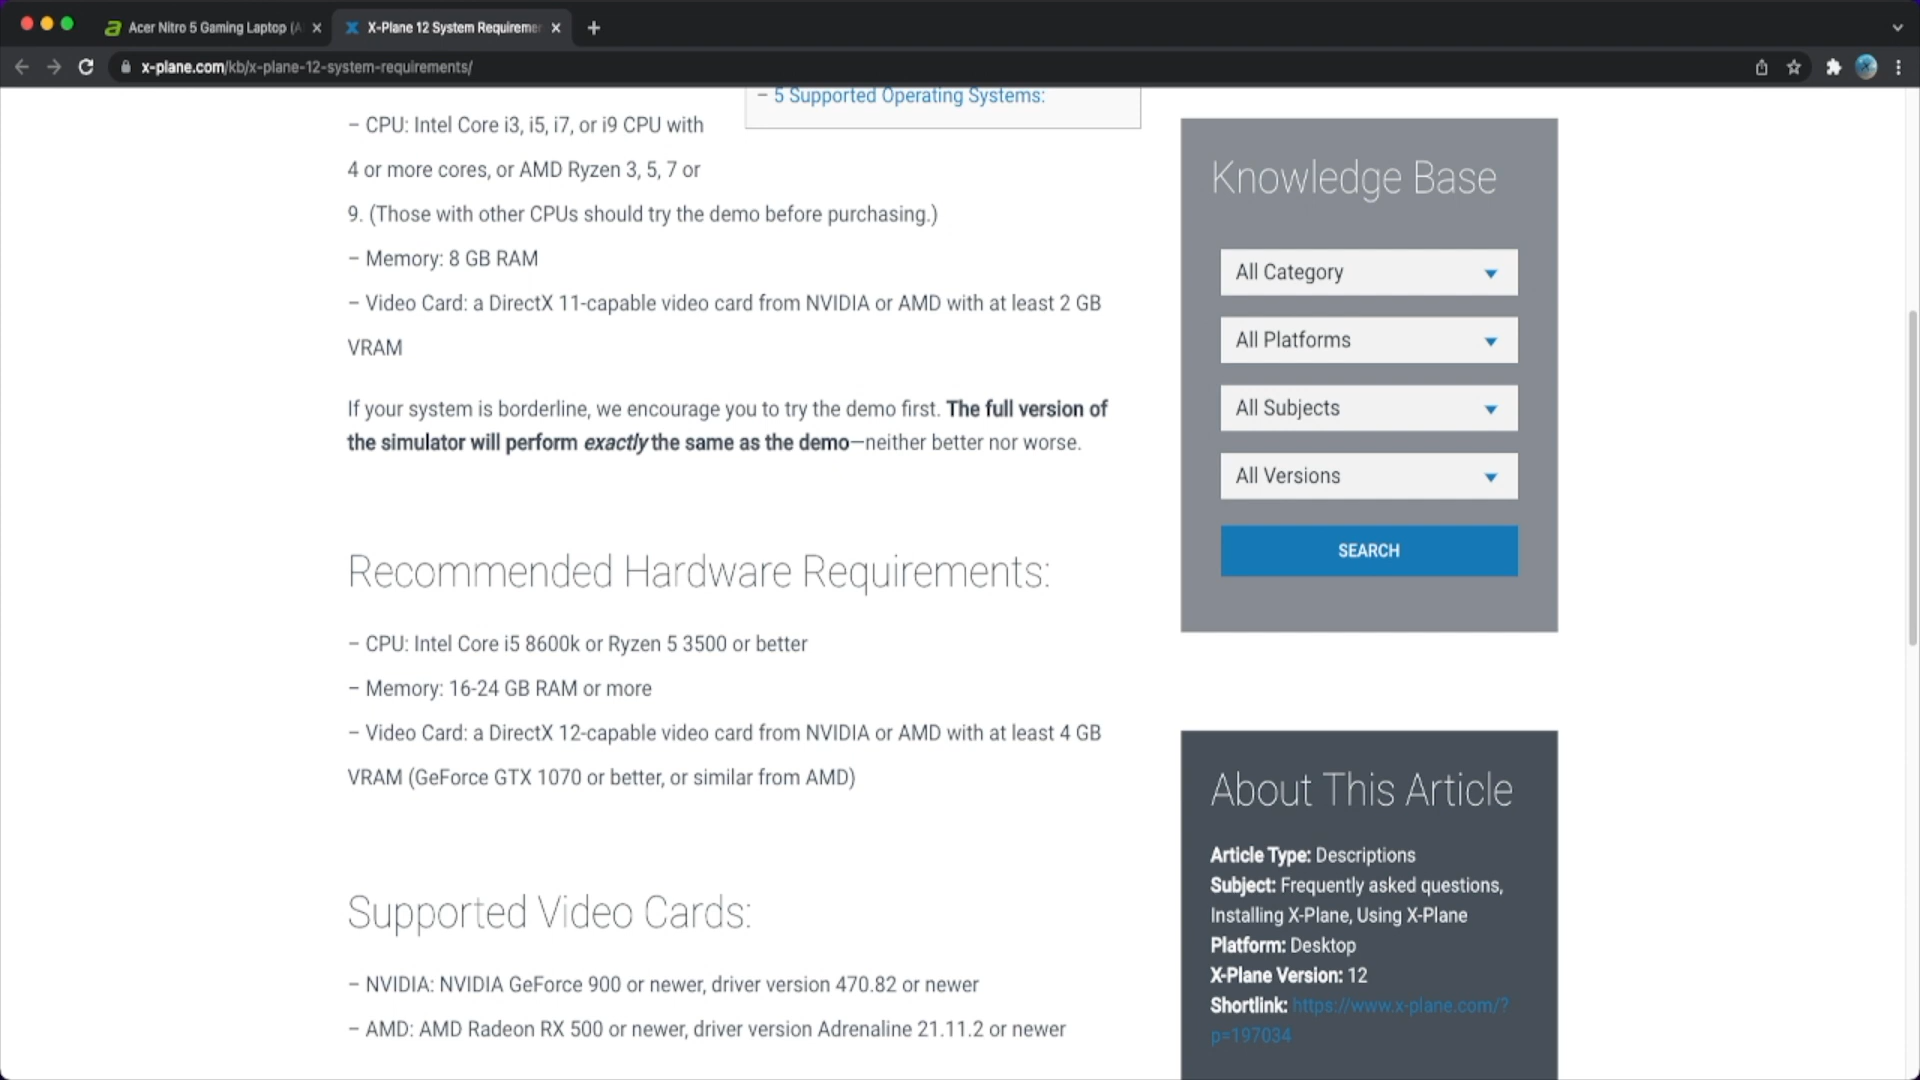 Acer Nitro 5 Gaming Laptop (A
X-Plane 12 System Requireme
x-plane.com/kb/x-plane-12-system-requirements/
– 5 Supported Operating Systems:
– CPU: Intel Core i3, i5, i7, or i9 CPU with
4 or more cores, or AMD Ryzen 3, 5, 7 or
9. (Those with other CPUs should try the demo before purchasing.)
– Memory: 8 GB RAM
– Video Card: a DirectX 11-capable video card from NVIDIA or AMD with at least 2 GB
VRAM
If your system is borderline, we encourage you to try the demo first. The full version of
the simulator will perform exactly the same as the demo—neither better nor worse.
Recommended Hardware Requirements:
– CPU: Intel Core i5 8600k or Ryzen 5 3500 or better
– Memory: 16-24 GB RAM or more
– Video Card: a DirectX 12-capable video card from NVIDIA or AMD with at least 4 GB
VRAM (GeForce GTX 1070 or better, or similar from AMD)
Supported Video Cards:
– NVIDIA: NVIDIA GeForce 900 or newer, driver version 470.82 or newer
– AMD: AMD Radeon RX 500 or newer, driver version Adrenaline 21.11.2 or newer
Knowledge Base
All Category
All Platforms
All Subjects
All Versions
SEARCH
About This Article
Article Type: Descriptions
Subject: Frequently asked questions,
Installing X-Plane, Using X-Plane
Platform: Desktop
X-Plane Version: 12
Shortlink: https://www.x-plane.com/?
p=197034